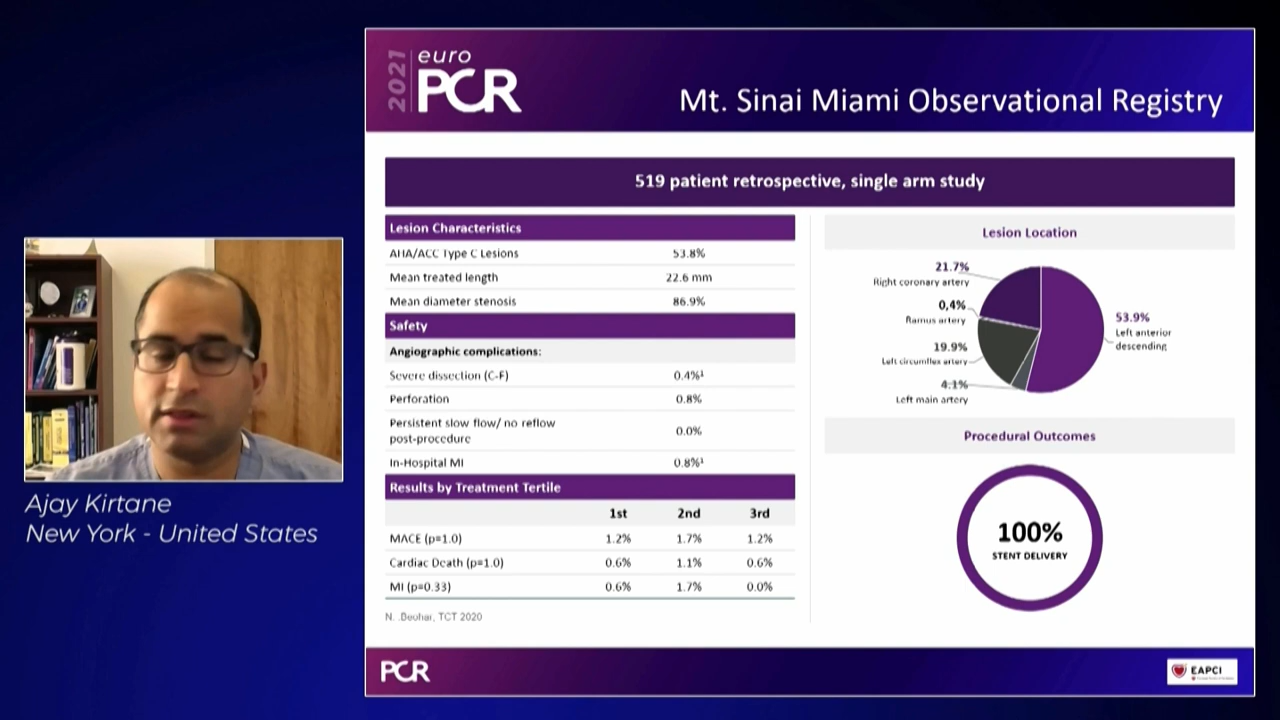 2021 euro PCR
Mt. Sinai Miami Observational Registry
519 patient retrospective, single arm study
Lesion Characteristics
AHA/ACC Type C Lesions 53.8%
Mean treated length 22.6 mm
Mean diameter stenosis 86.9%
Safety
Angiographic complications:
Severe dissection (C-F) 0.4%¹
Perforation 0.8%
Persistent slow flow/ no reflow
post-procedure 0.0%
In-Hospital MI 0.8%¹
Results by Treatment Tertile
1st 2nd 3rd
MACE (p=1.0) 1.2% 1.7% 1.2%
Cardiac Death (p=1.0) 0.6% 1.1% 0.6%
MI (p=0.33) 0.6% 1.7% 0.0%
N. .Beohar, TCT 2020
Lesion Location
21.7%
Right coronary artery
0,4%
Ramus artery
19.9%
Left circumflex artery
4.1%
Left main artery
53.9%
Left anterior
descending
Procedural Outcomes
100%
STENT DELIVERY
Ajay Kirtane
New York - United States
PCR
EAPCI